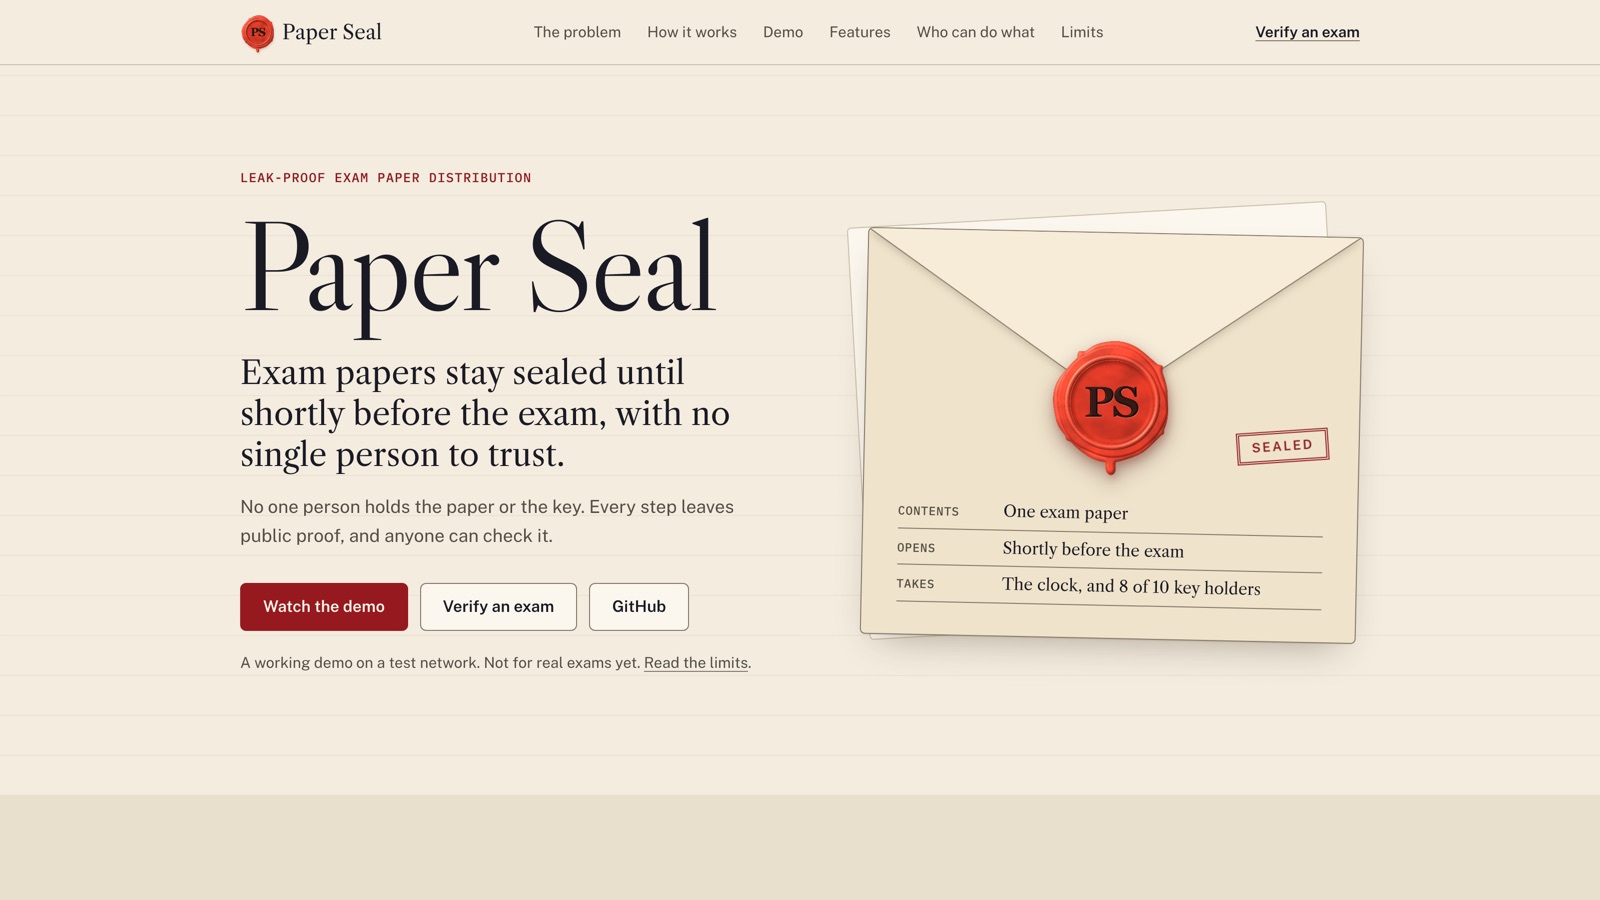 PS Paper Seal
The problem
How it works
Demo
Features
Who can do what
Limits
Verify an exam
LEAK-PROOF EXAM PAPER DISTRIBUTION
Paper Seal
Exam papers stay sealed until
shortly before the exam, with no
single person to trust.
No one person holds the paper or the key. Every step leaves
public proof, and anyone can check it.
Watch the demo
Verify an exam
GitHub
A working demo on a test network. Not for real exams yet. Read the limits.
PS
SEALED
CONTENTS One exam paper
OPENS Shortly before the exam
TAKES The clock, and 8 of 10 key holders